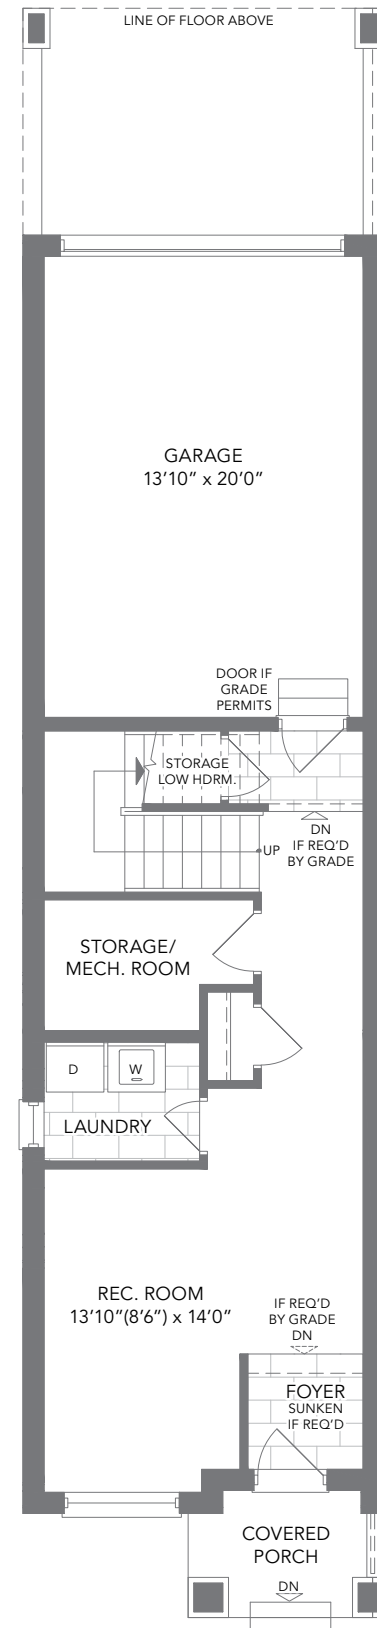 LINE OF FLOOR ABOVE
GARAGE
13'10" x 20'0"
DOOR IF
GRADE
PERMITS
STORAGE
LOW HDRM.
DN
IF REQ'D
BY GRADE
UP
STORAGE/
MECH. ROOM
D
W
LAUNDRY
REC. ROOM
13'10"(8'6") x 14'0"
IF REQ'D
BY GRADE
DN
FOYER
SUNKEN
IF REQ'D
COVERED
PORCH
DN